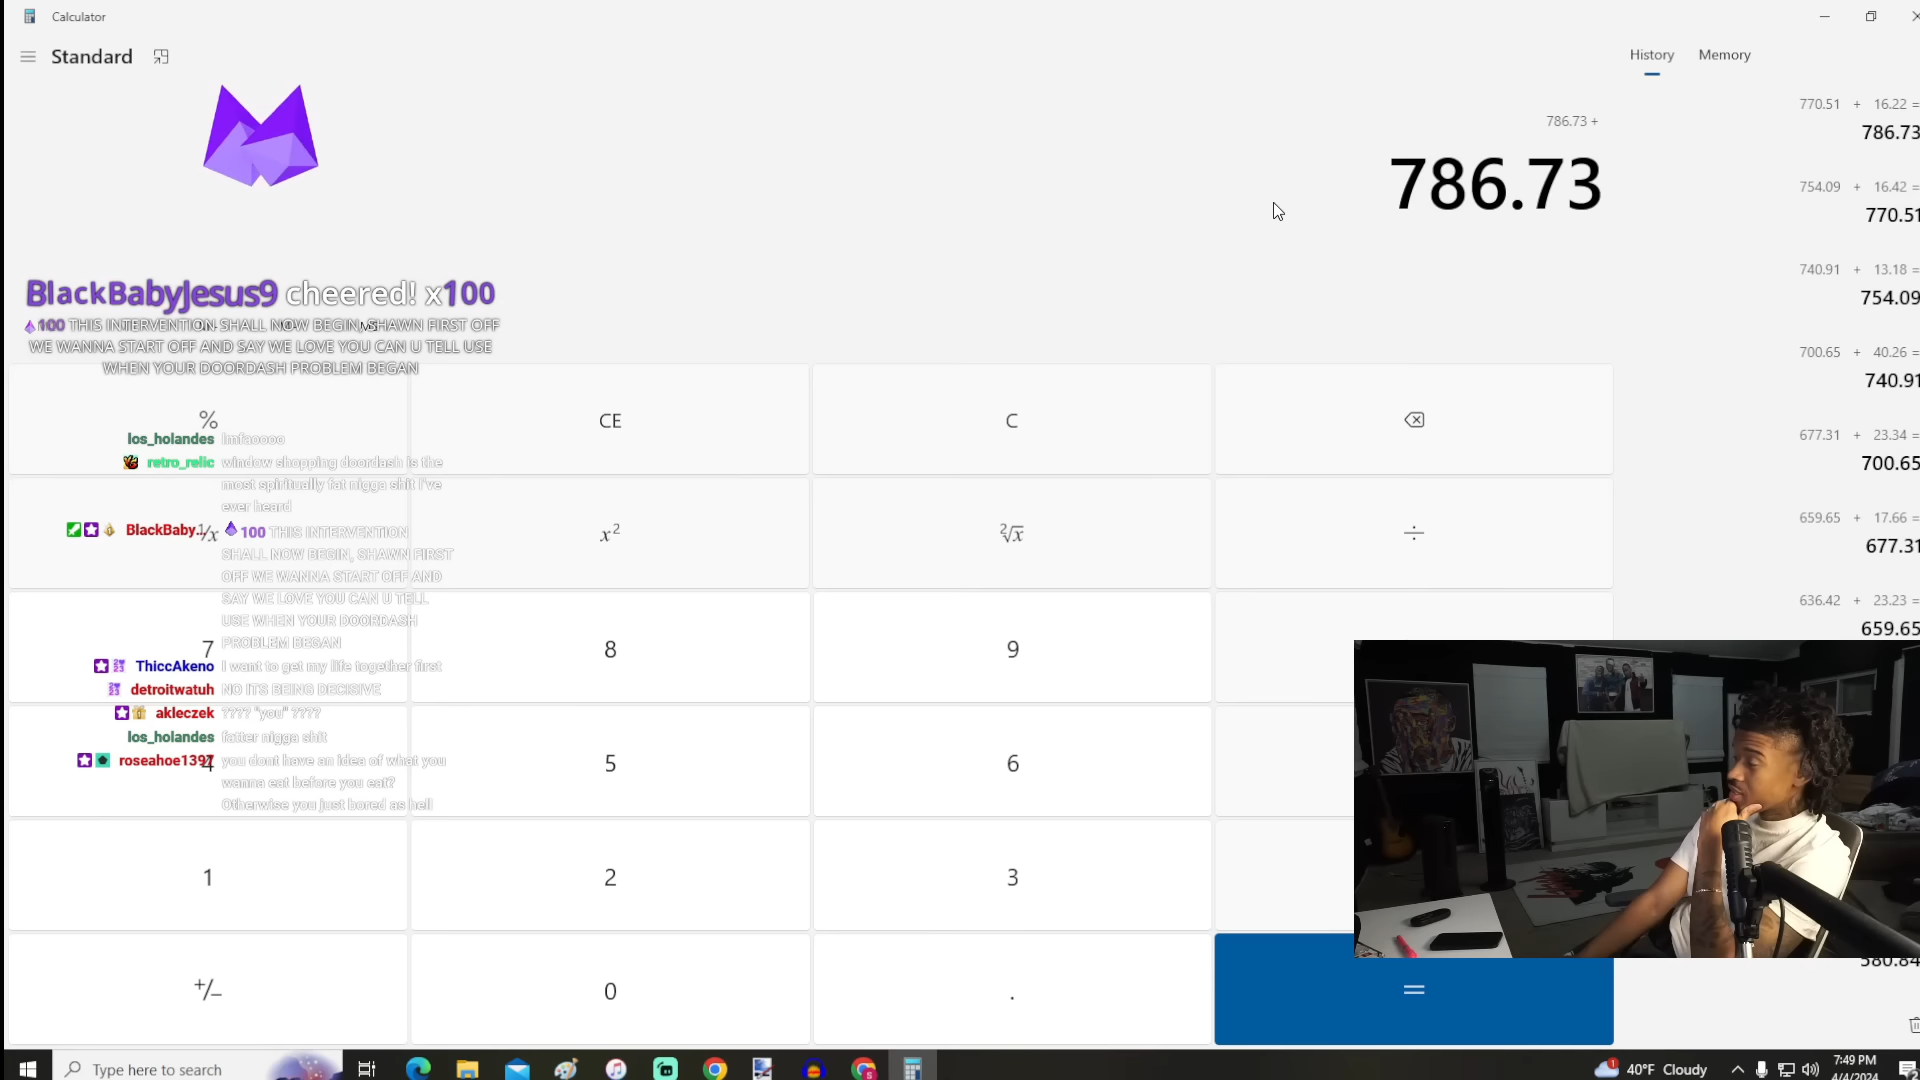 Calculator
Standard
History
Memory
786.73 +
786.73
770.51 + 16.22 =
786.73
754.09 + 16.42 =
770.51
740.91 + 13.18 =
754.09
700.65 + 40.26 =
740.91
677.31 + 23.34 =
700.65
659.65 + 17.66 =
677.31
636.42 + 23.23 =
659.65
580.84
BlackBabyJesus9 cheered! x100
100 THIS INTERVENTION SHALL NOW BEGIN, SHAWN FIRST OFF
WE WANNA START OFF AND SAY WE LOVE YOU CAN U TELL USE
WHEN YOUR DOORDASH PROBLEM BEGAN
% CE C
los_holandes lmfaoooo
retro_relic window shopping doordash is the
most spiritually fat nigga shit I've
ever heard
BlackBaby... 100 THIS INTERVENTION
SHALL NOW BEGIN, SHAWN FIRST
OFF WE WANNA START OFF AND
SAY WE LOVE YOU CAN U TELL
USE WHEN YOUR DOORDASH
PROBLEM BEGAN
¹/x x² ²√x ÷
7 8 9
ThiccAkeno I want to get my life together first
detroitwatuh NO ITS BEING DECISIVE
akleczek ???? "you" ????
los_holandes fatter nigga shit
roseahoe1397 you dont have an idea of what you
wanna eat before you eat?
Otherwise you just bored as hell
4 5 6
1 2 3
+/− 0 . =
Type here to search
40°F Cloudy
7:49 PM
4/4/2024